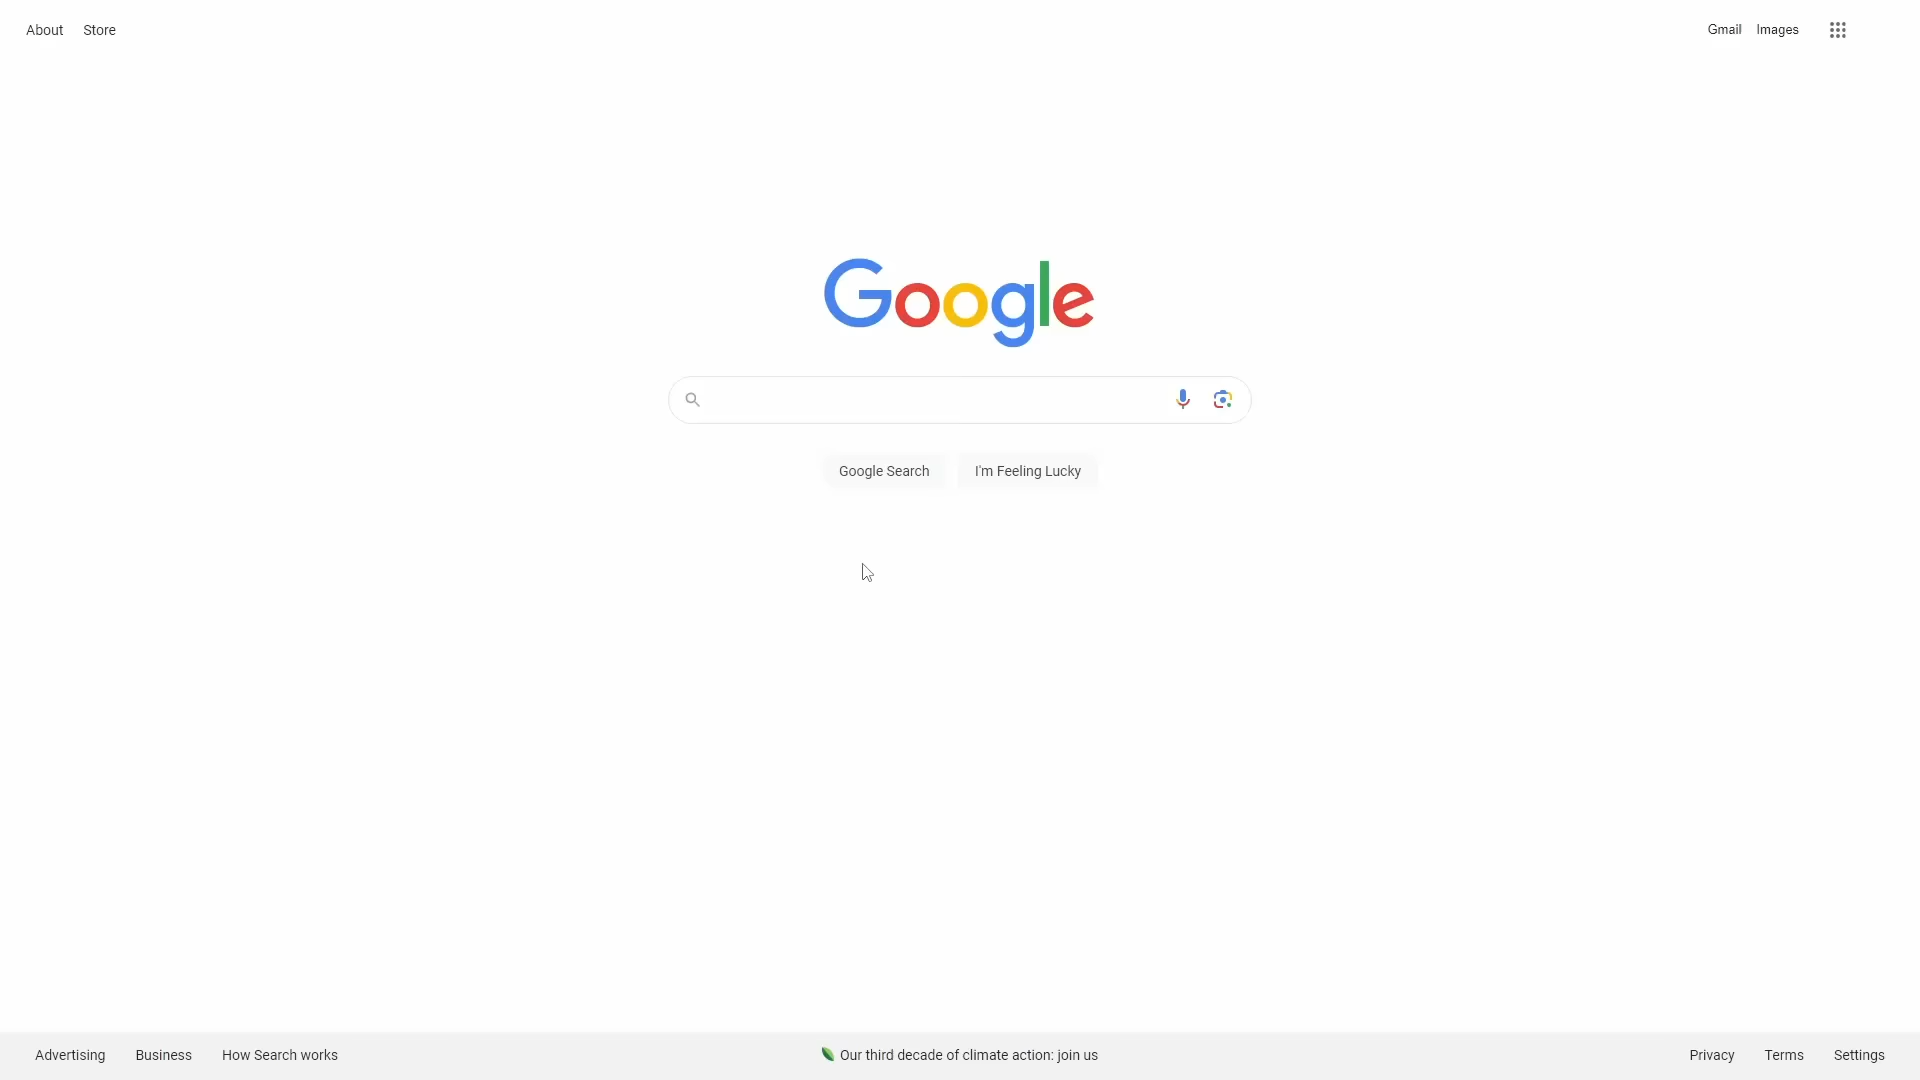 About Store
Gmail Images
Google
Google Search I'm Feeling Lucky
Advertising Business How Search works
Our third decade of climate action: join us
Privacy Terms Settings